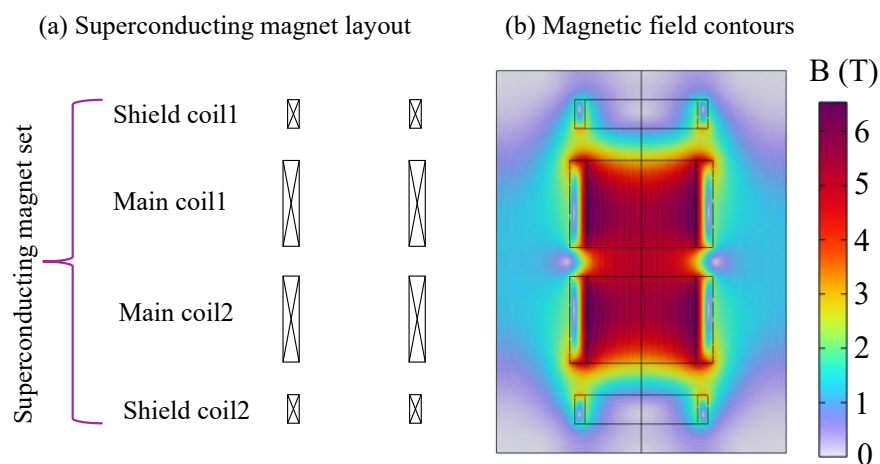 (a) Superconducting magnet layout
(b) Magnetic field contours
Superconducting magnet set
Shield coil1
Main coil1
Main coil2
Shield coil2
B (T)
6
5
4
3
2
1
0